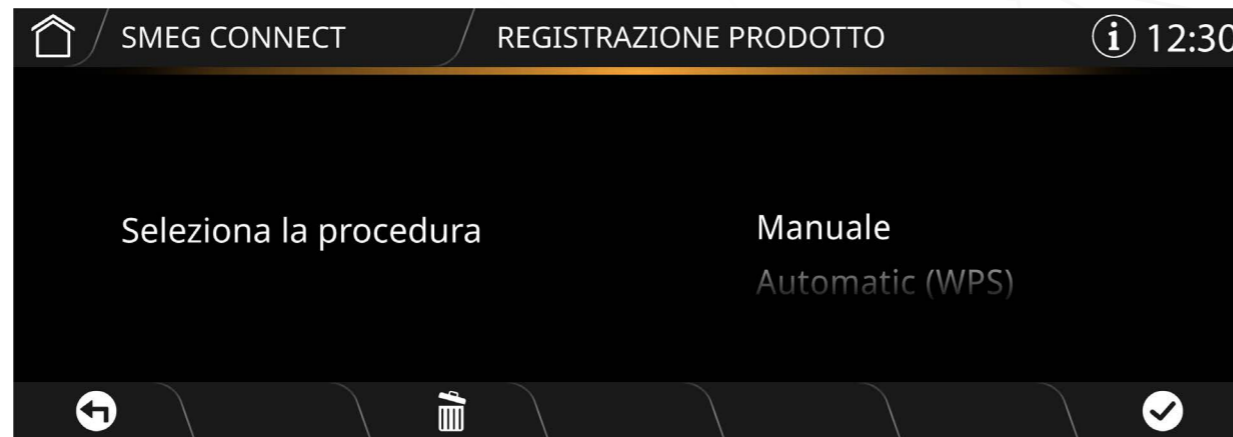 SMEG CONNECT
REGISTRAZIONE PRODOTTO
i 12:30
Seleziona la procedura
Manuale
Automatic (WPS)